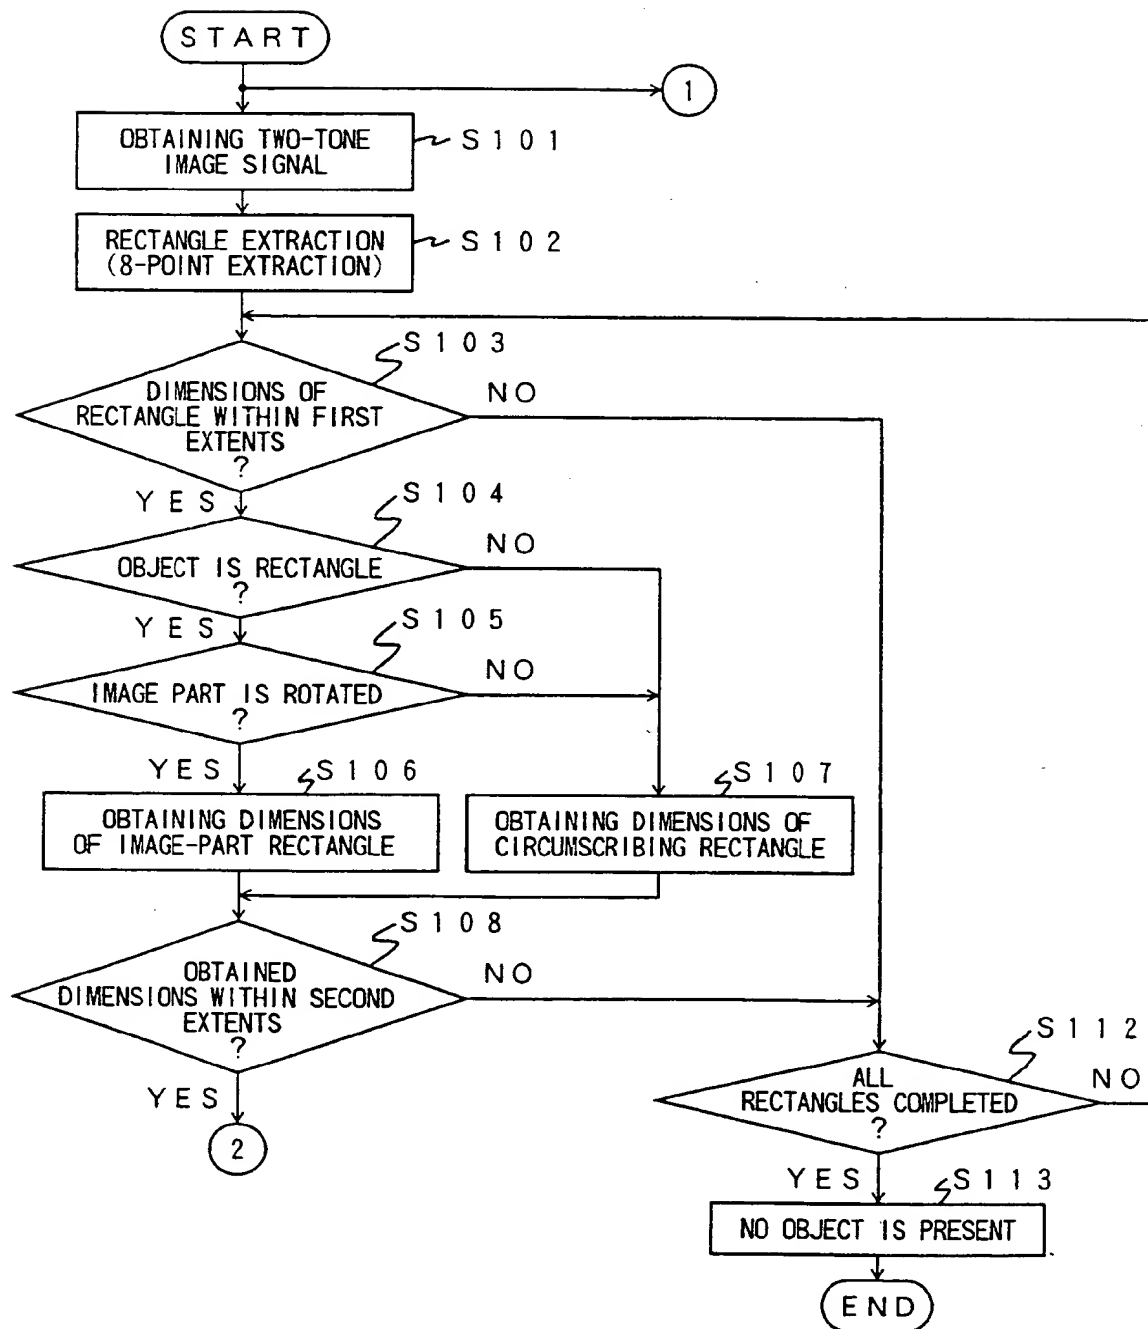 START
1
OBTAINING TWO-TONE
IMAGE SIGNAL
S101
RECTANGLE EXTRACTION
(8-POINT EXTRACTION)
S102
S103
DIMENSIONS OF
RECTANGLE WITHIN FIRST
EXTENTS
?
NO
YES
S104
OBJECT IS RECTANGLE
?
NO
YES
S105
IMAGE PART IS ROTATED
?
NO
YES
S106
OBTAINING DIMENSIONS
OF IMAGE-PART RECTANGLE
S107
OBTAINING DIMENSIONS OF
CIRCUMSCRIBING RECTANGLE
S108
OBTAINED
DIMENSIONS WITHIN SECOND
EXTENTS
?
NO
YES
2
S112
ALL
RECTANGLES COMPLETED
?
NO
YES
S113
NO OBJECT IS PRESENT
END